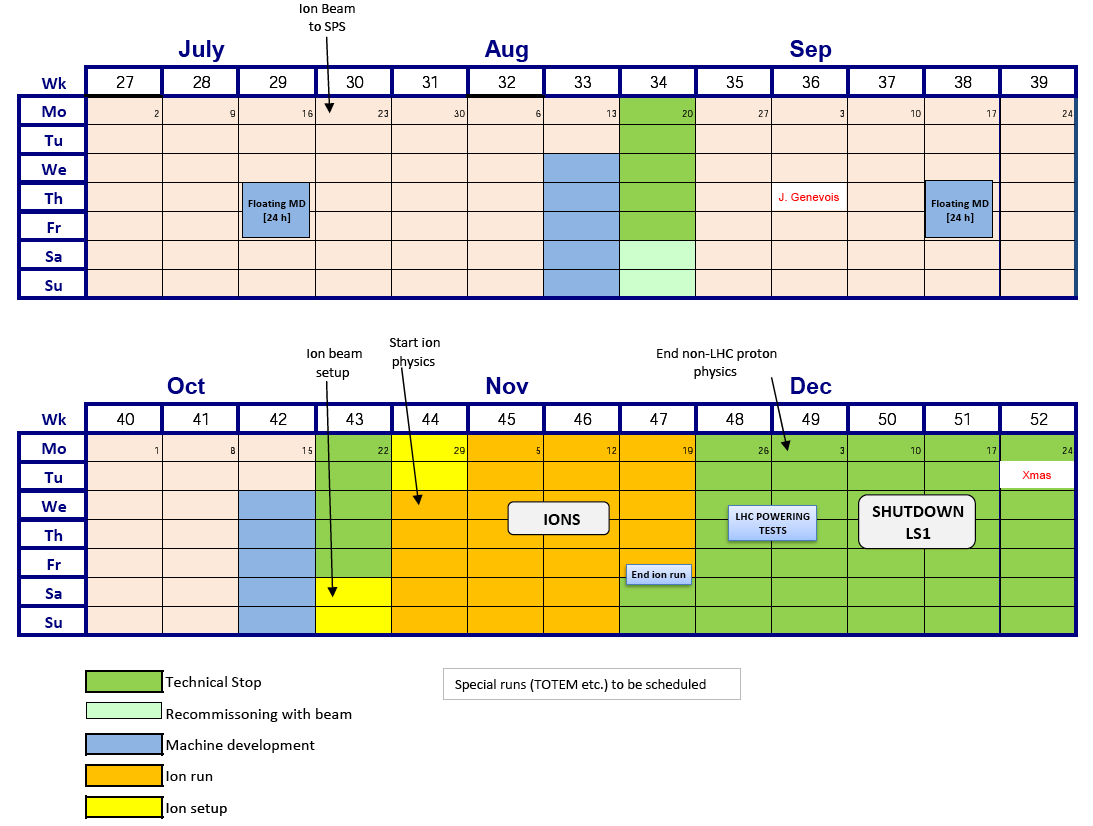 Ion Beam
to SPS
July Aug Sep
Wk 27 28 29 30 31 32 33 34 35 36 37 38 39
Mo 2 9 16 23 30 6 13 20 27 3 10 17 24
Tu
We
Th Floating MD [24 h] J. Genevois Floating MD [24 h]
Fr
Sa
Su
Ion beam
setup
Start ion
physics
End non-LHC proton
physics
Oct Nov Dec
Wk 40 41 42 43 44 45 46 47 48 49 50 51 52
Mo 1 8 15 22 29 5 12 19 26 3 10 17 24
Tu Xmas
We
IONS
LHC POWERING
TESTS
SHUTDOWN
LS1
Th
Fr End ion run
Sa
Su
Technical Stop
Recommissoning with beam
Machine development
Ion run
Ion setup
Special runs (TOTEM etc.) to be scheduled